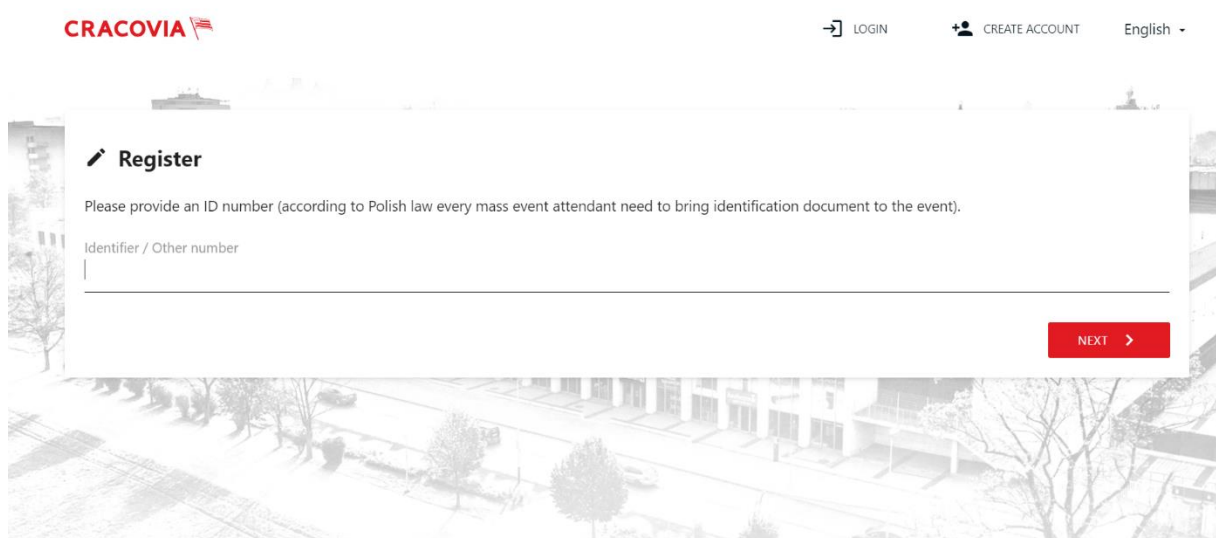 CRACOVIA
LOGIN
CREATE ACCOUNT
English
Register
Please provide an ID number (according to Polish law every mass event attendant need to bring identification document to the event).
Identifier / Other number
NEXT